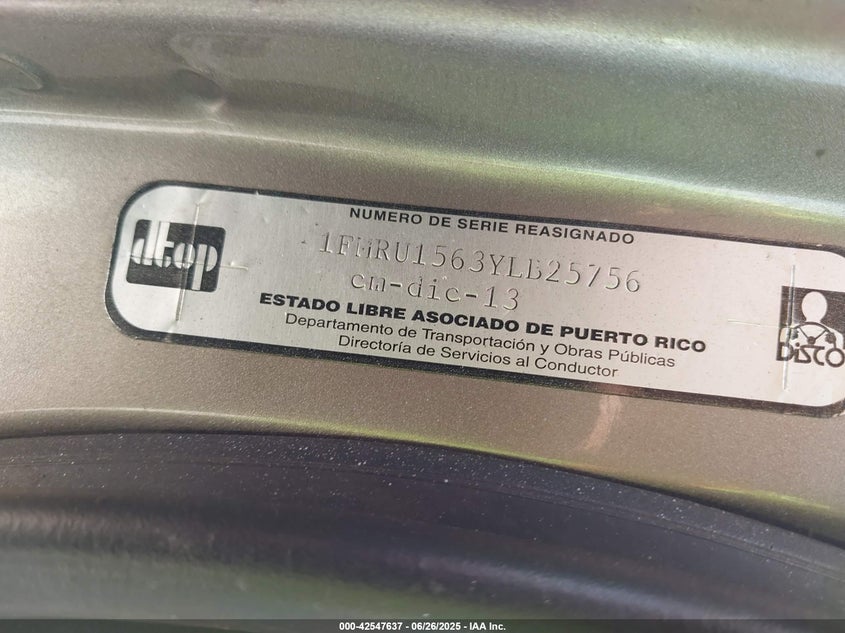 NUMERO DE SERIE REASIGNADO
dtop
1FMRU1563YLB25756
cm-dic-13
ESTADO LIBRE ASOCIADO DE PUERTO RICO
Departamento de Transportación y Obras Públicas
Directoría de Servicios al Conductor
DISCO
000-42547637 - 06/26/2025 - IAA Inc.